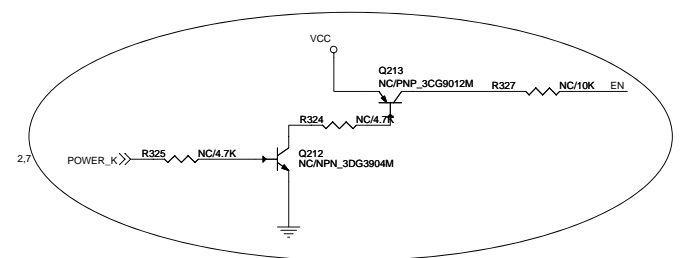 VCC
Q213
NC/PNP_3CG9012M
R327 NC/10K EN
R324 NC/4.7K
R325 NC/4.7K
2,7 POWER_K
Q212
NC/NPN_3DG3904M